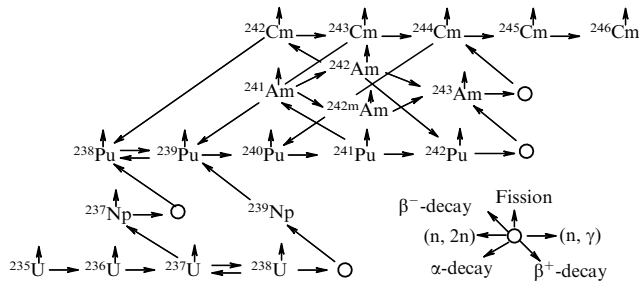 ²⁴²Cm ²⁴³Cm ²⁴⁴Cm ²⁴⁵Cm ²⁴⁶Cm
²⁴²Am
²⁴¹Am ²⁴³Am
²⁴²ᵐAm
²³⁸Pu ²³⁹Pu ²⁴⁰Pu ²⁴¹Pu ²⁴²Pu
²³⁷Np ²³⁹Np
²³⁵U ²³⁶U ²³⁷U ²³⁸U
Fission
β⁻-decay
(n, 2n) (n, γ)
α-decay β⁺-decay